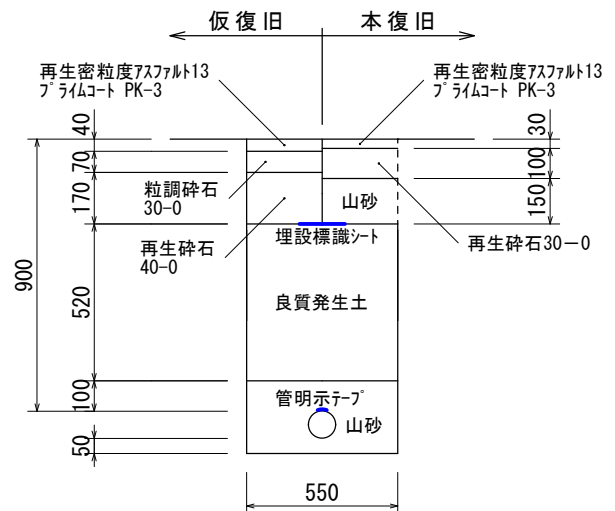 仮復旧
本復旧
再生密粒度アスファルト13
プライムコート PK-3
再生密粒度アスファルト13
プライムコート PK-3
40
30
70
100
粒調砕石
30-0
170
山砂
150
再生砕石
40-0
埋設標識シート
再生砕石30-0
900
520
良質発生土
100
管明示テープ
山砂
50
550